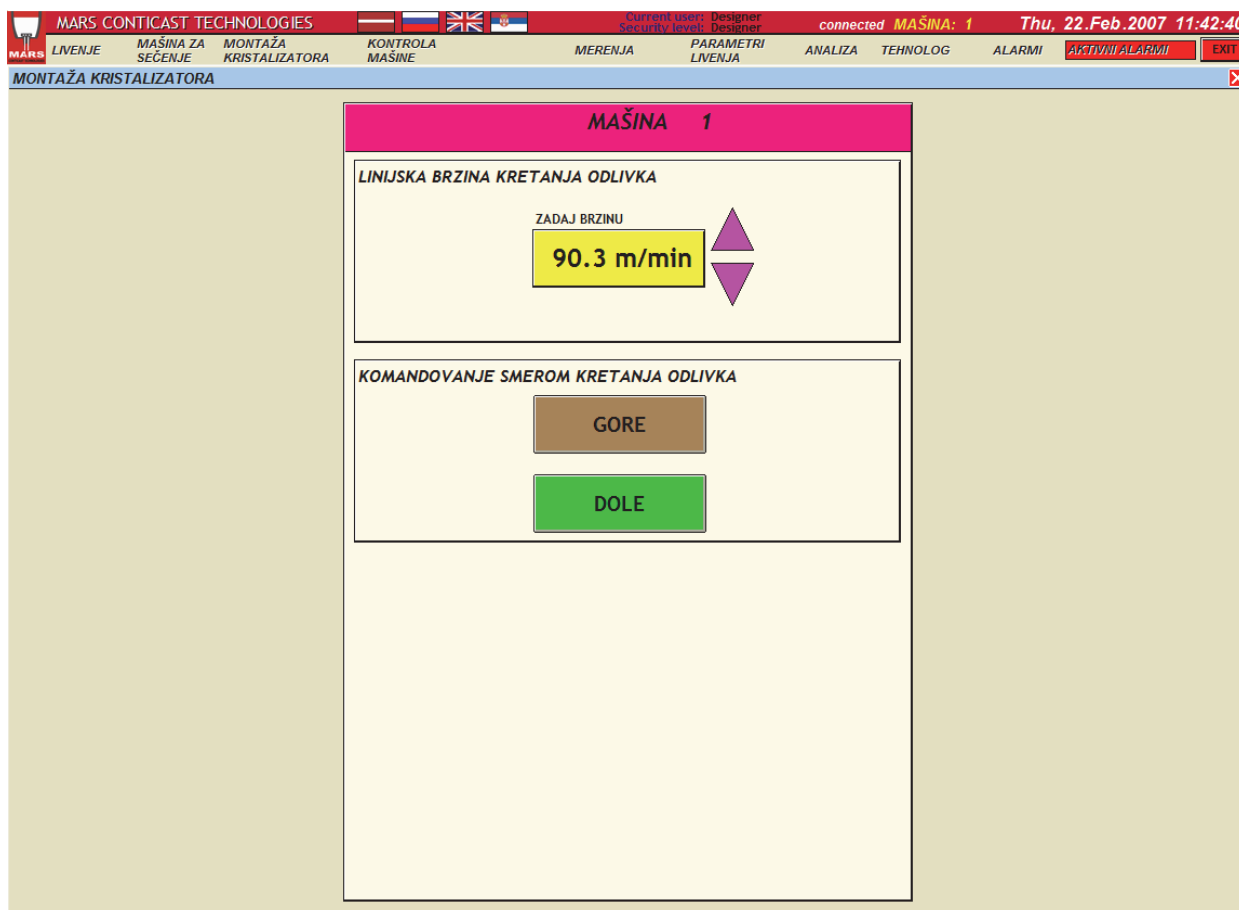 MARS CONTICAST TECHNOLOGIES
Current user: Designer
Security level: Designer
connected MAŠINA: 1
Thu, 22.Feb.2007 11:42:40
MARS
LIVENJE
MAŠINA ZA
SEČENJE
MONTAŽA
KRISTALIZATORA
KONTROLA
MAŠINE
MERENJA
PARAMETRI
LIVENJA
ANALIZA
TEHNOLOG
ALARMI
AKTIVNI ALARMI
EXIT
MONTAŽA KRISTALIZATORA
MAŠINA 1
LINIJSKA BRZINA KRETANJA ODLIVKA
ZADAJ BRZINU
90.3 m/min
KOMANDOVANJE SMEROM KRETANJA ODLIVKA
GORE
DOLE